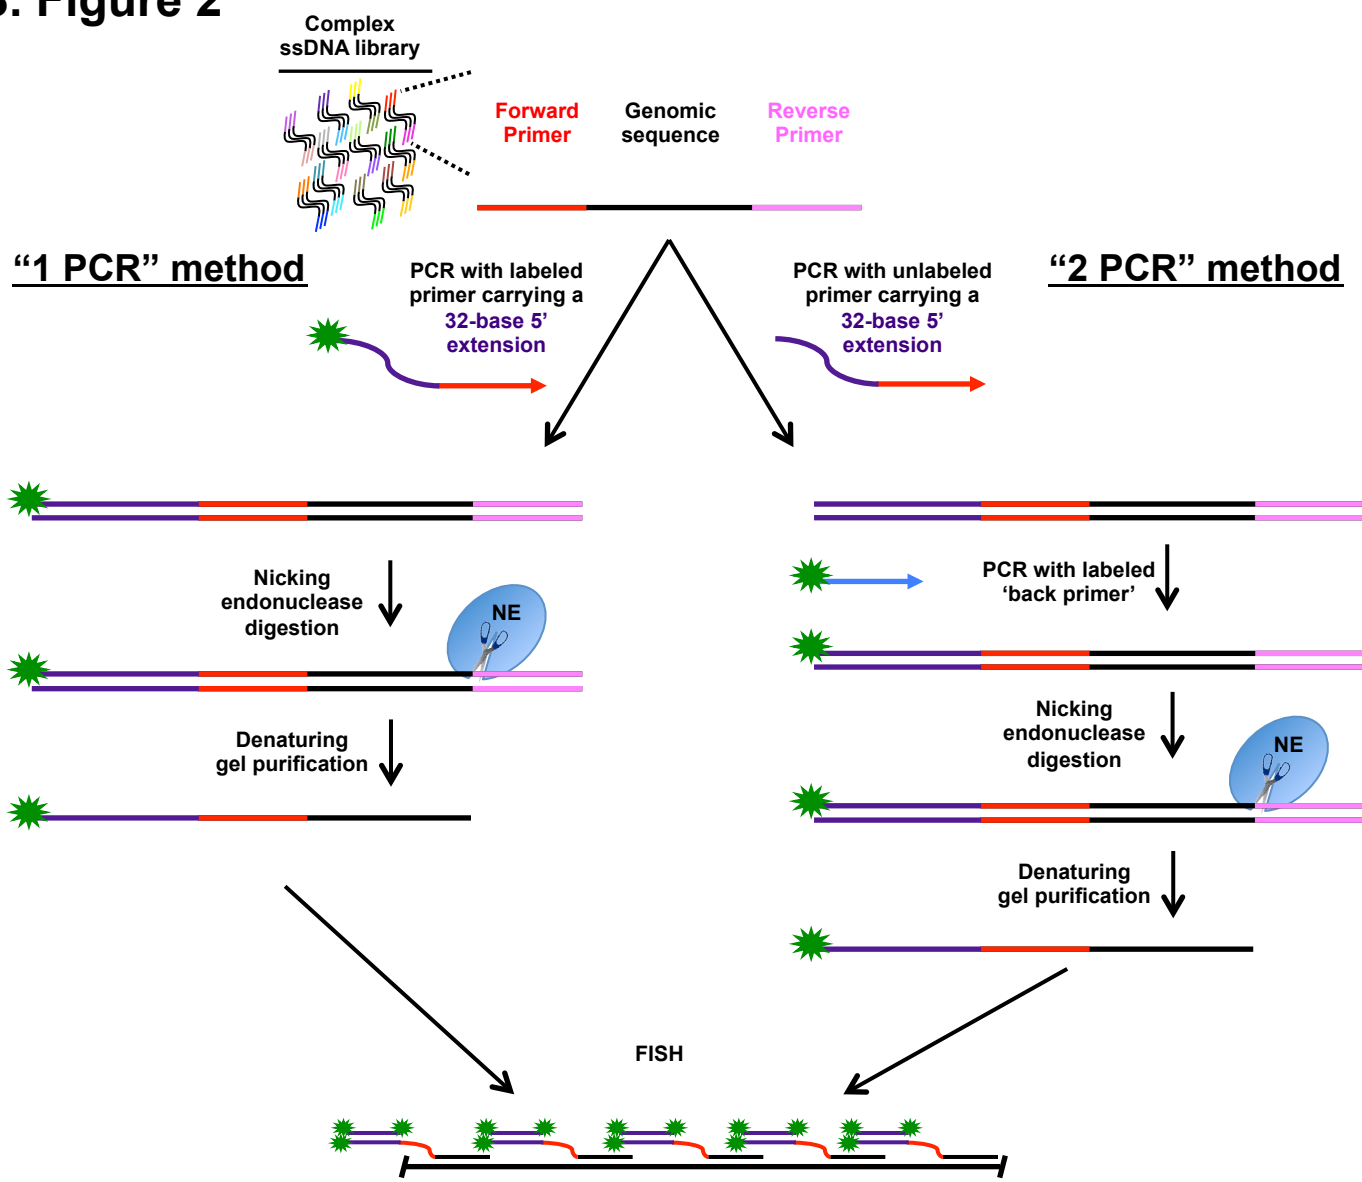 Figure 2
Complex
ssDNA library
Forward
Primer
Genomic
sequence
Reverse
Primer
“1 PCR” method
PCR with labeled
primer carrying a
32-base 5’
extension
PCR with unlabeled
primer carrying a
32-base 5’
extension
“2 PCR” method
Nicking
endonuclease
digestion
NE
Denaturing
gel purification
PCR with labeled
‘back primer’
Nicking
endonuclease
digestion
NE
Denaturing
gel purification
FISH